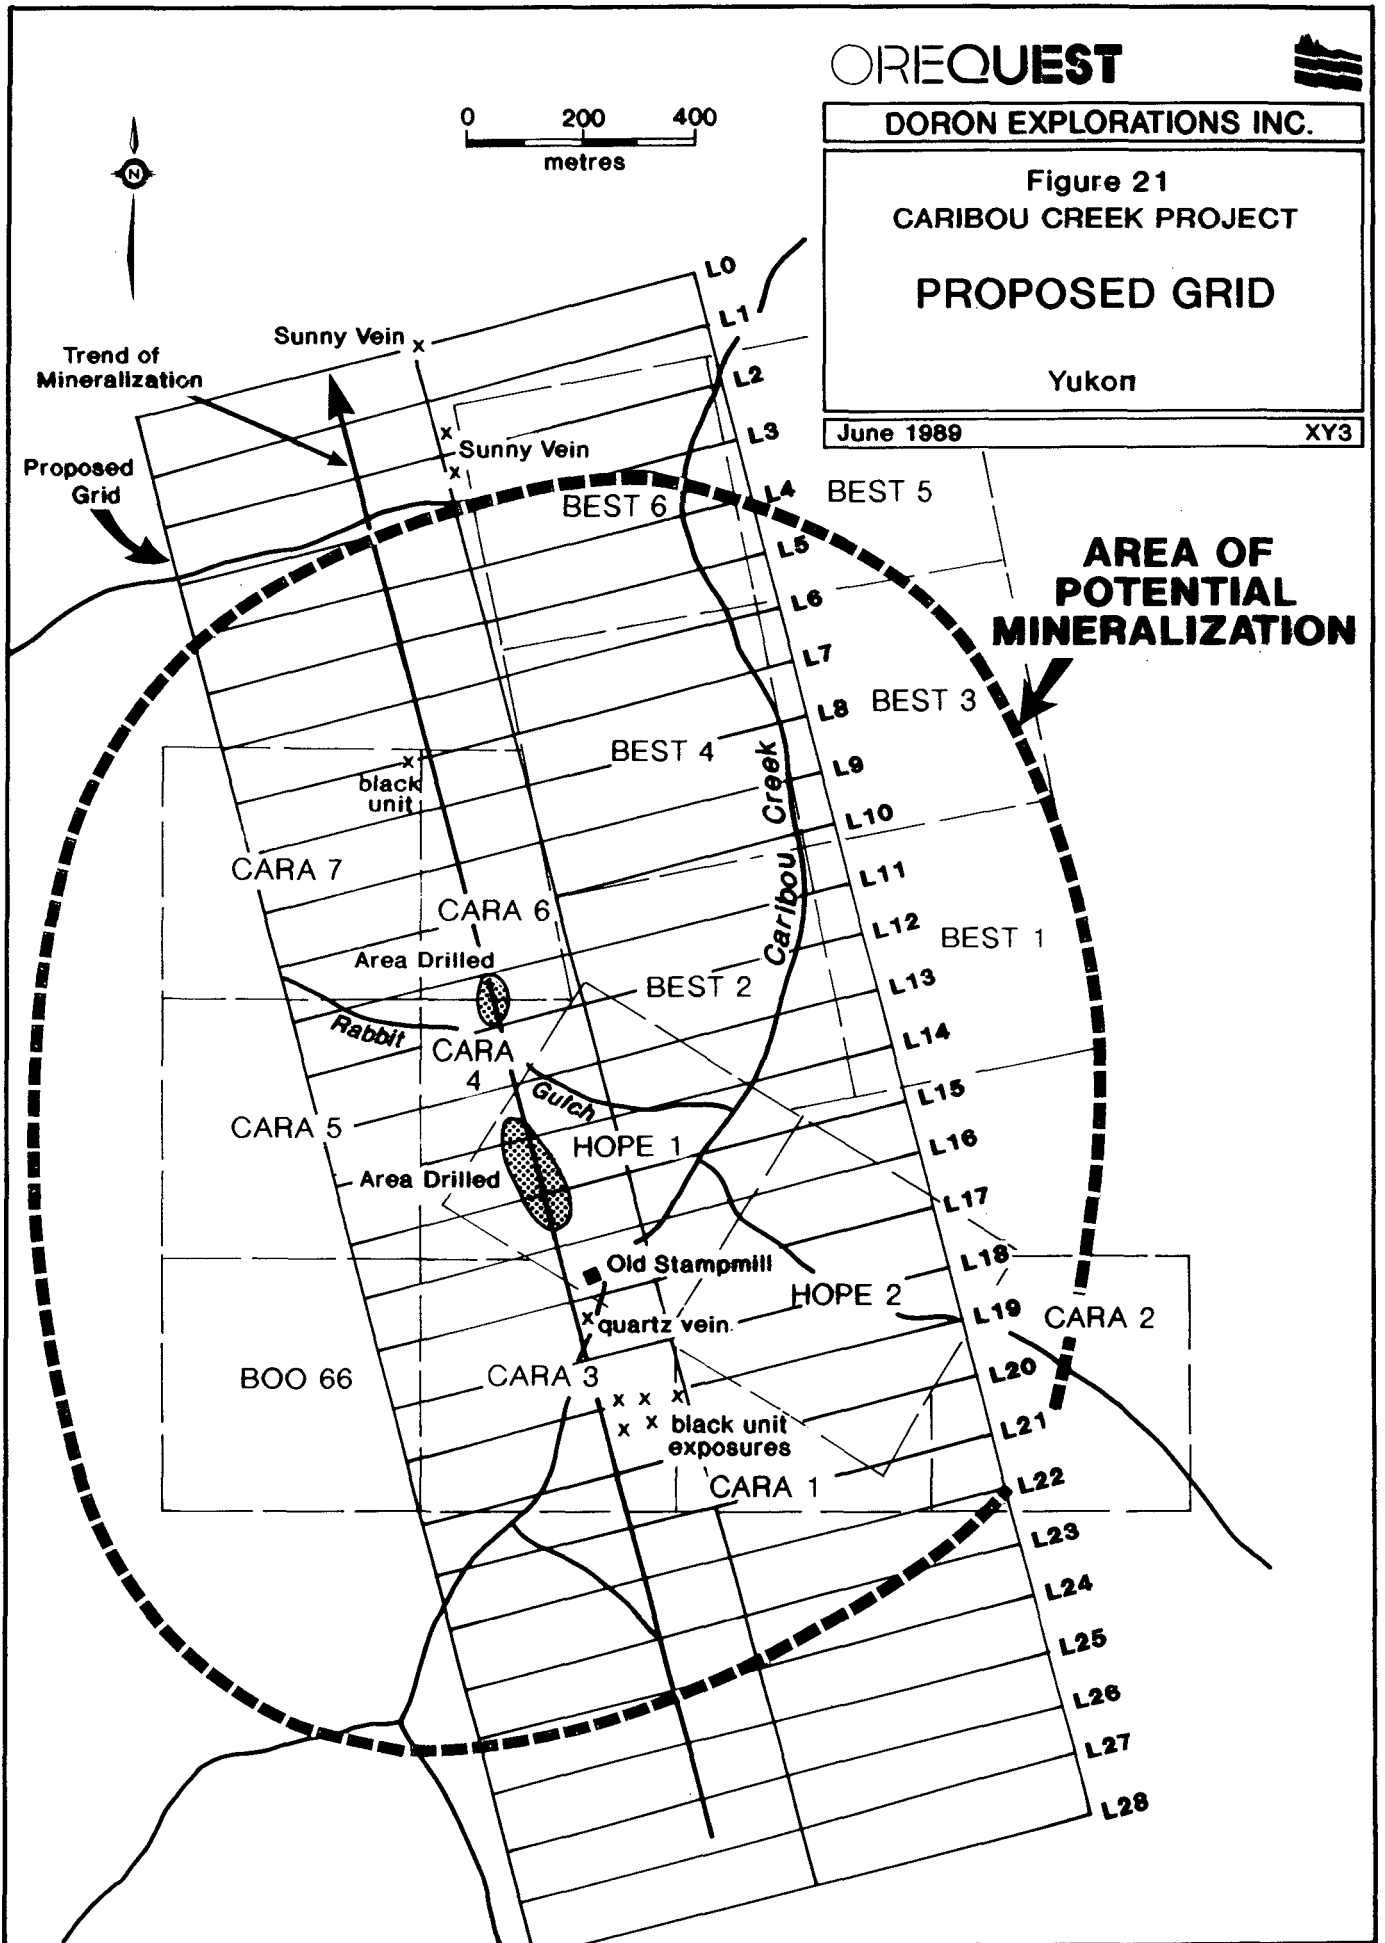 OREQUEST
DORON EXPLORATIONS INC.
Figure 21
CARIBOU CREEK PROJECT
PROPOSED GRID
Yukon
June 1989 XY3
0 200 400
metres
N
L0
L1
L2
L3
L4
L5
L6
L7
L8
L9
L10
L11
L12
L13
L14
L15
L16
L17
L18
L19
L20
L21
L22
L23
L24
L25
L26
L27
L28
Sunny Vein x
Trend of
Mineralization
x
Sunny Vein
x
Proposed
Grid
BEST 6
BEST 5
AREA OF
POTENTIAL
MINERALIZATION
BEST 3
BEST 4
x
black
unit
Caribou Creek
CARA 7
CARA 6
Area Drilled
BEST 1
BEST 2
Rabbit
CARA
4
Gulch
CARA 5
HOPE 1
Area Drilled
Old Stampmill
HOPE 2
x
quartz vein
CARA 2
BOO 66
CARA 3
x x x
x x
black unit
exposures
CARA 1